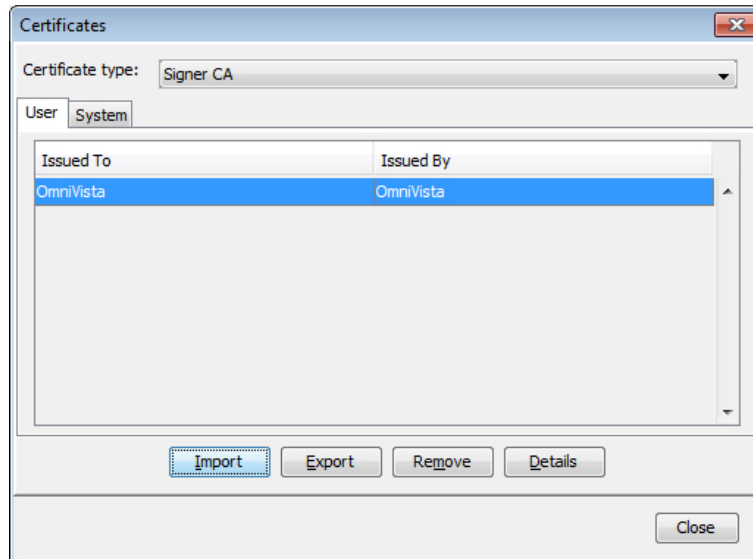 Certificates
Certificate type: Signer CA
User System
Issued To Issued By
OmniVista OmniVista
Import Export Remove Details
Close